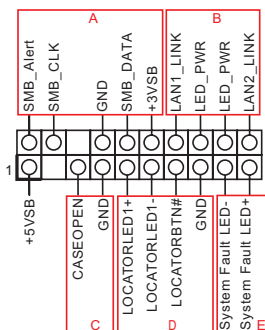 A
B
SMB_Alert
SMB_CLK
GND
SMB_DATA
+3VSB
LAN1_LINK
LED_PWR
LED_PWR
LAN2_LINK
1
+5VSB
CASEOPEN
GND
LOCATORLED1+
LOCATORLED1-
LOCATORBTN#
GND
System Fault LED-
System Fault LED+
C
D
E